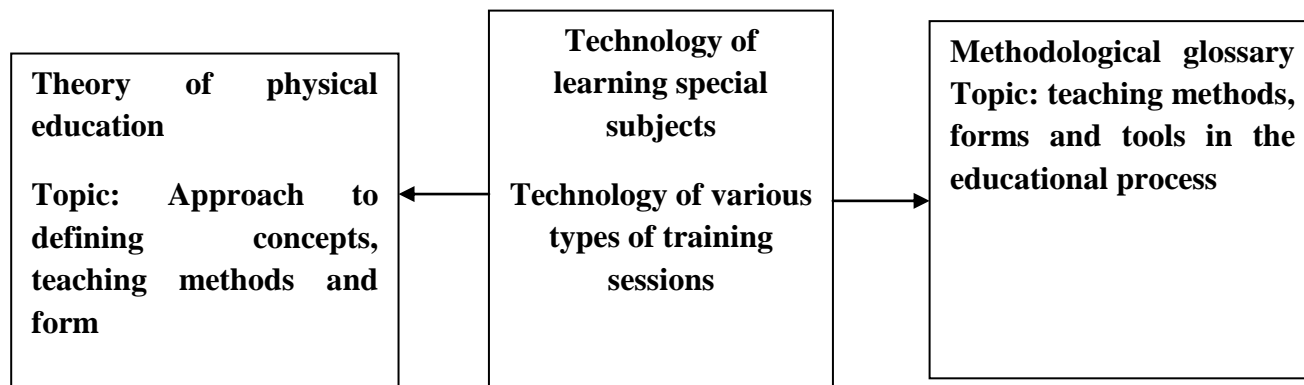 Theory of physical
education
Topic: Approach to
defining concepts,
teaching methods and
form
Technology of
learning special
subjects
Technology of various
types of training
sessions
Methodological glossary
Topic: teaching methods,
forms and tools in the
educational process